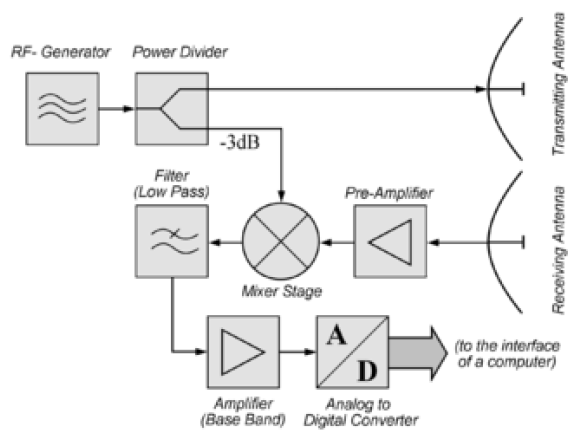 RF- Generator
Power Divider
Transmitting Antenna
-3dB
Filter
(Low Pass)
Pre-Amplifier
Receiving Antenna
Mixer Stage
A
D
(to the interface
of a computer)
Amplifier
(Base Band)
Analog to
Digital Converter